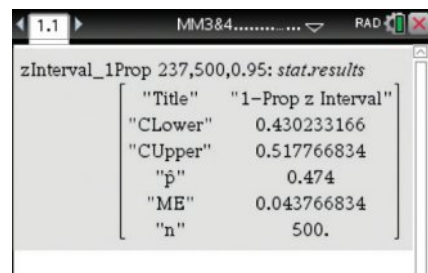 1.1 MM3&4............ RAD
zInterval_1Prop 237,500,0.95: stat.results
"Title" "1-Prop z Interval"
"CLower" 0.430233166
"CUpper" 0.517766834
"p̂" 0.474
"ME" 0.043766834
"n" 500.